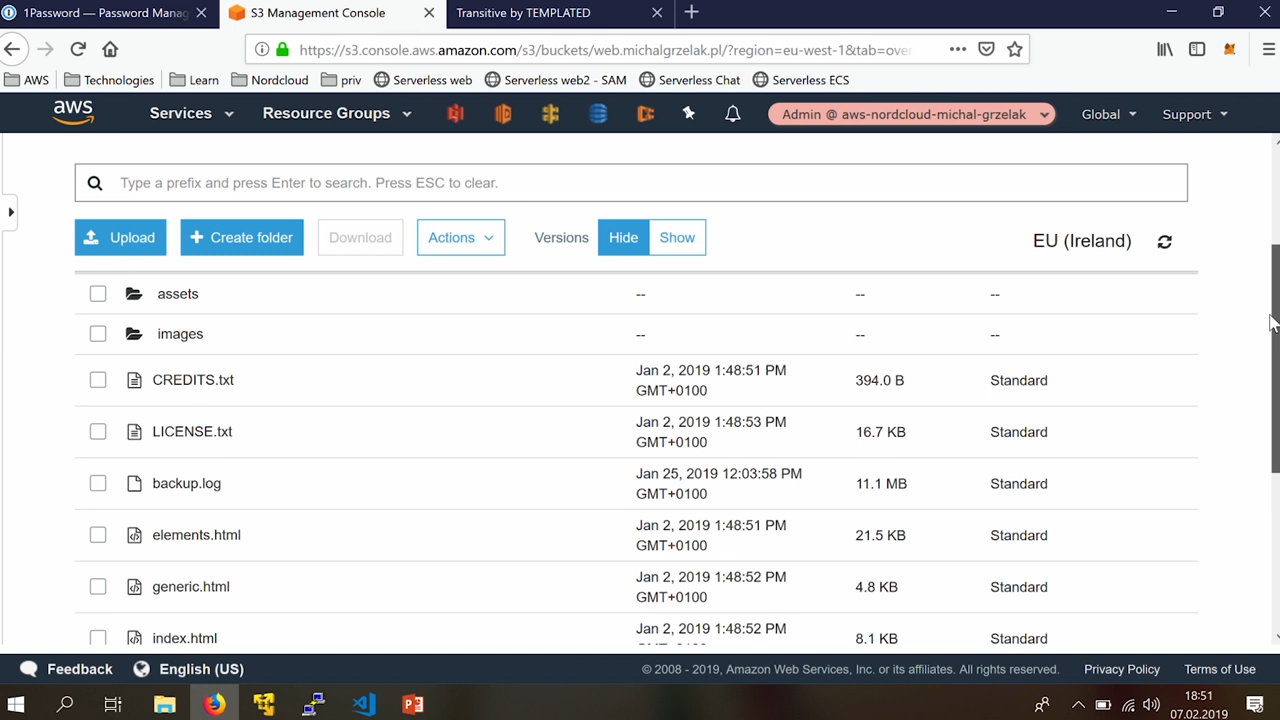 1Password — Password Manag
S3 Management Console
Transitive by TEMPLATED
https://s3.console.aws.amazon.com/s3/buckets/web.michalgrzelak.pl/?region=eu-west-1&tab=over
AWS
Technologies
Learn
Nordcloud
priv
Serverless web
Serverless web2 - SAM
Serverless Chat
Serverless ECS
aws
Services
Resource Groups
Admin @ aws-nordcloud-michal-grzelak
Global
Support
Type a prefix and press Enter to search. Press ESC to clear.
Upload
+ Create folder
Download
Actions
Versions
Hide
Show
EU (Ireland)
assets -- -- --
images -- -- --
CREDITS.txt Jan 2, 2019 1:48:51 PM 394.0 B Standard
GMT+0100
LICENSE.txt Jan 2, 2019 1:48:53 PM 16.7 KB Standard
GMT+0100
backup.log Jan 25, 2019 12:03:58 PM 11.1 MB Standard
GMT+0100
elements.html Jan 2, 2019 1:48:51 PM 21.5 KB Standard
GMT+0100
generic.html Jan 2, 2019 1:48:52 PM 4.8 KB Standard
GMT+0100
index.html Jan 2, 2019 1:48:52 PM 8.1 KB Standard
Feedback
English (US)
© 2008 - 2019, Amazon Web Services, Inc. or its affiliates. All rights reserved.
Privacy Policy
Terms of Use
18:51
07.02.2019